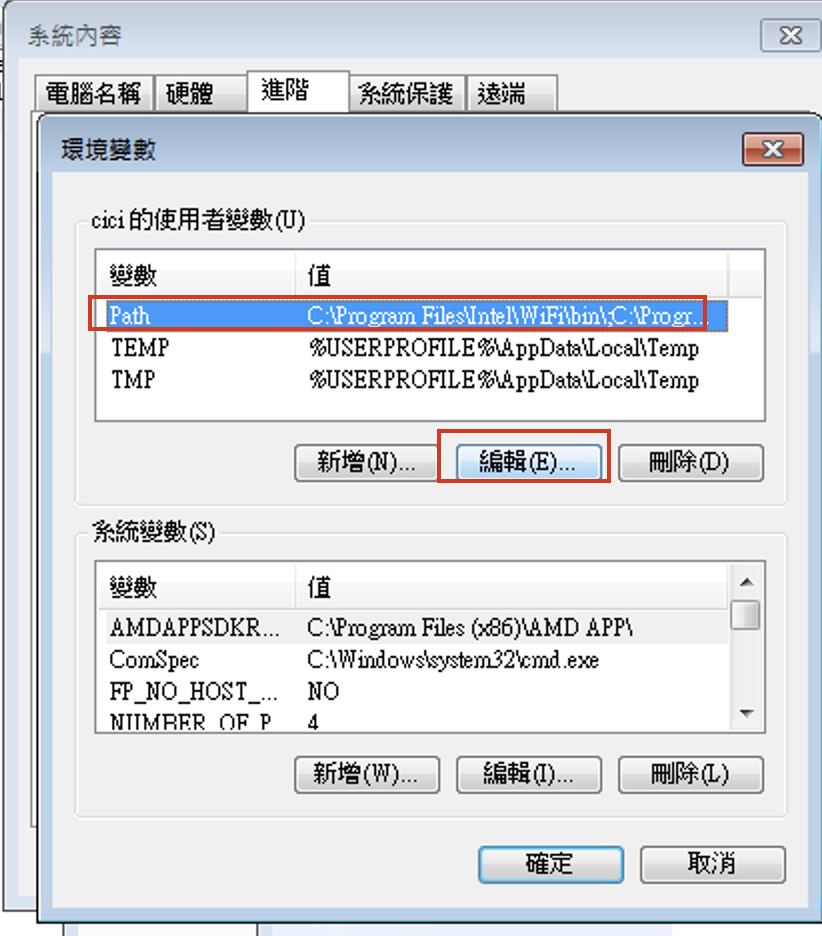 系統內容
電腦名稱 硬體 進階 系統保護 遠端
環境變數
cici 的使用者變數(U)
變數 值
Path C:\Program Files\Intel\WiFi\bin\;C:\Progr...
TEMP %USERPROFILE%\AppData\Local\Temp
TMP %USERPROFILE%\AppData\Local\Temp
新增(N)... 編輯(E)... 刪除(D)
系統變數(S)
變數 值
AMDAPPSDKR... C:\Program Files (x86)\AMD APP\
ComSpec C:\Windows\system32\cmd.exe
FP_NO_HOST_... NO
NUMBER_OF_P... 4
新增(W)... 編輯(I)... 刪除(L)
確定 取消